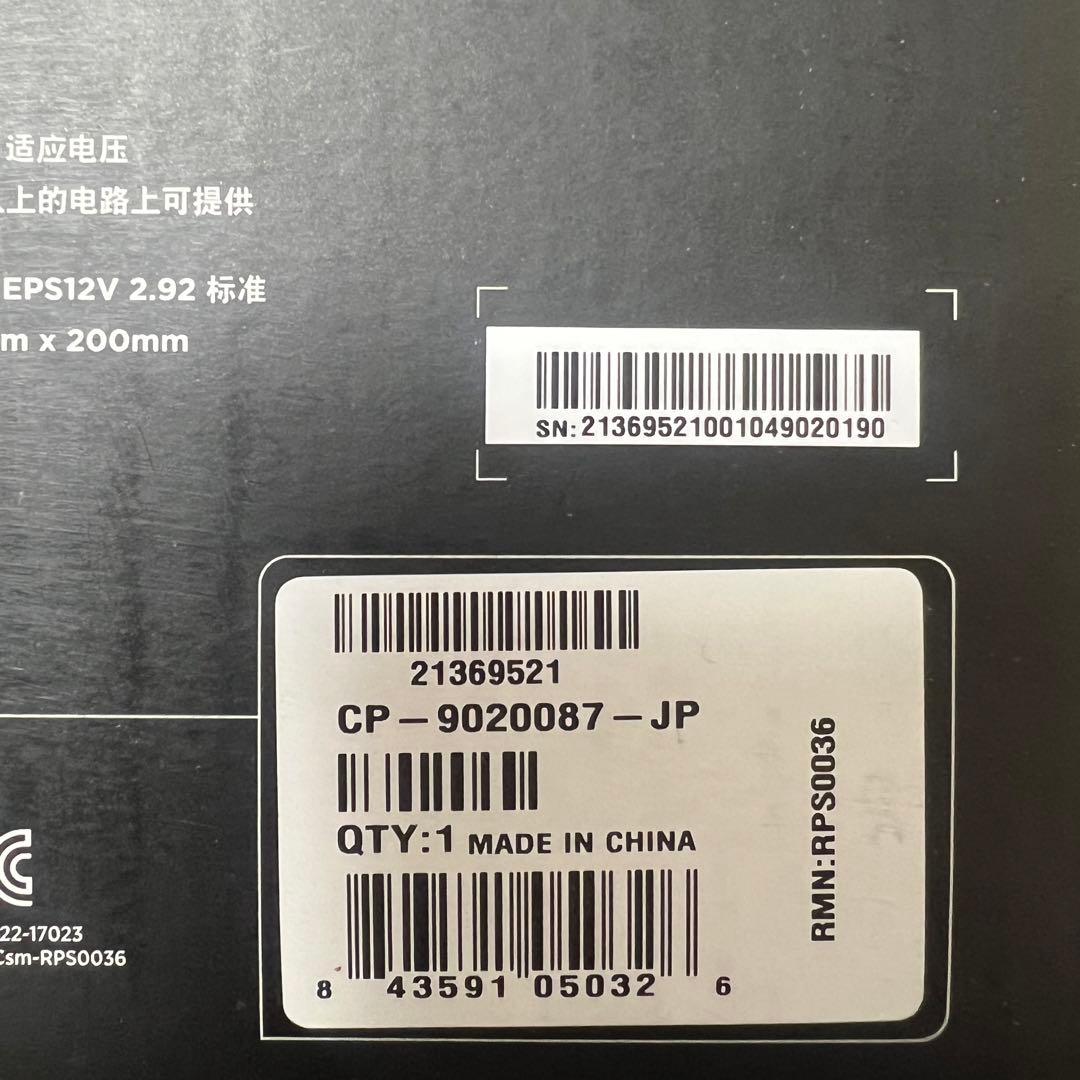 适应电压
以上的电路上可提供
EPS12V 2.92 标准
m x 200mm
SN:21369521001049020190
21369521
CP-9020087-JP
QTY:1 MADE IN CHINA
8 43591 05032 6
RMN:RPS0036
22-17023
Csm-RPS0036